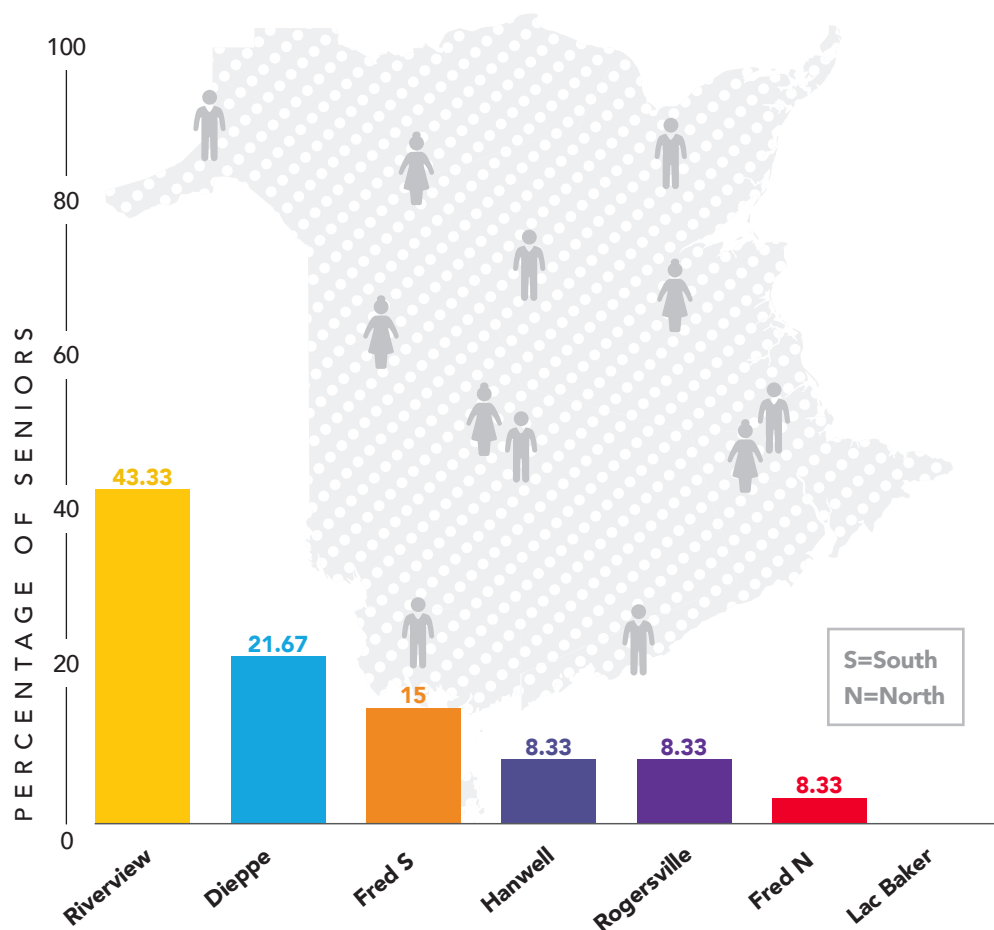 100
80
60
40
20
0
PERCENTAGE OF SENIORS
43.33
21.67
15
8.33
8.33
8.33
S=South
N=North
Riverview
Dieppe
Fred S
Hanwell
Rogersville
Fred N
Lac Baker